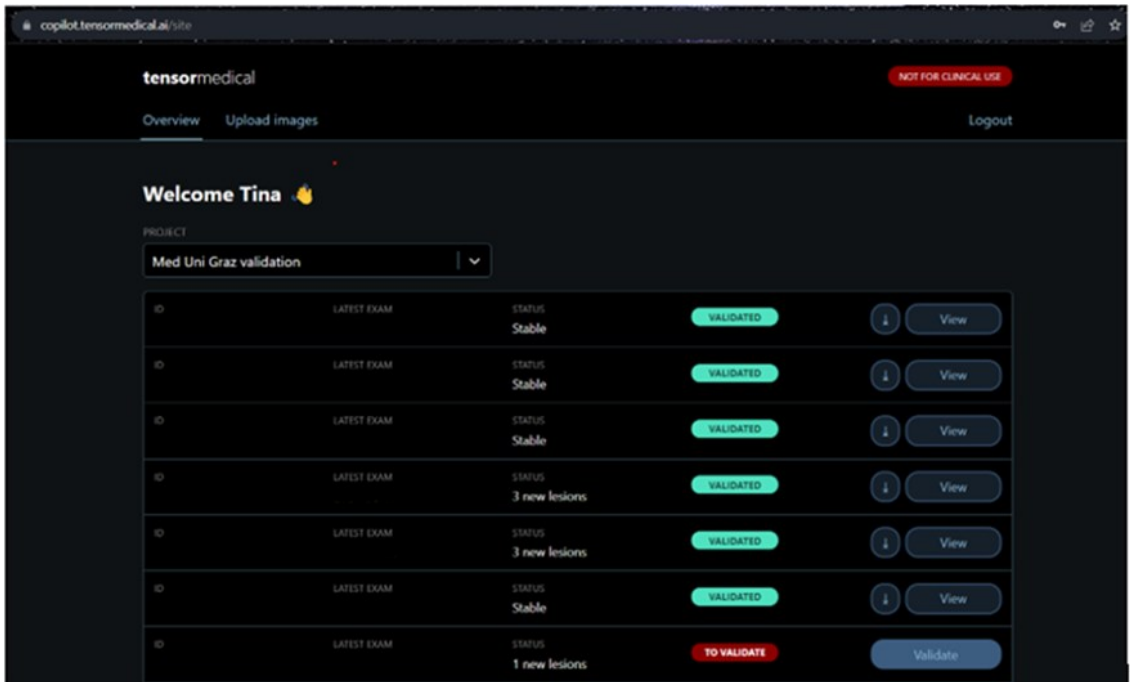 copilot.tensormedical.ai/site
tensormedical
NOT FOR CLINICAL USE
Overview Upload images Logout
Welcome Tina 👋
PROJECT
Med Uni Graz validation
ID LATEST EXAM STATUS
Stable VALIDATED View
ID LATEST EXAM STATUS
Stable VALIDATED View
ID LATEST EXAM STATUS
Stable VALIDATED View
ID LATEST EXAM STATUS
3 new lesions VALIDATED View
ID LATEST EXAM STATUS
3 new lesions VALIDATED View
ID LATEST EXAM STATUS
Stable VALIDATED View
ID LATEST EXAM STATUS
1 new lesions TO VALIDATE Validate